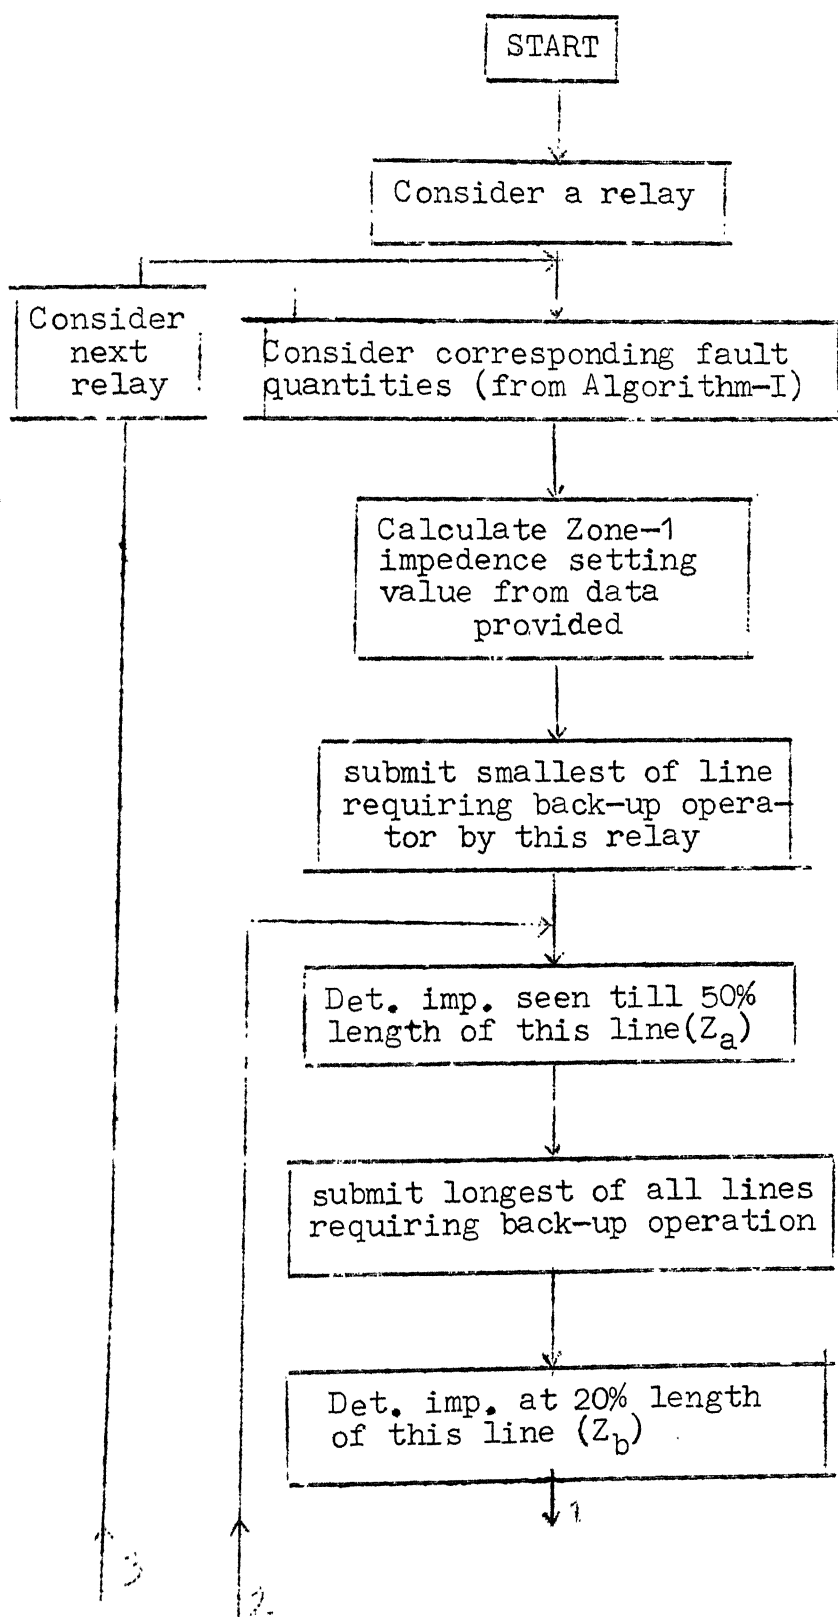 START
Consider a relay
Consider
next
relay
Consider corresponding fault
quantities (from Algorithm-I)
Calculate Zone-1
impedence setting
value from data
provided
submit smallest of line
requiring back-up opera-
tor by this relay
Det. imp. seen till 50%
length of this line(Za)
submit longest of all lines
requiring back-up operation
Det. imp. at 20% length
of this line (Zb)
1
3
2